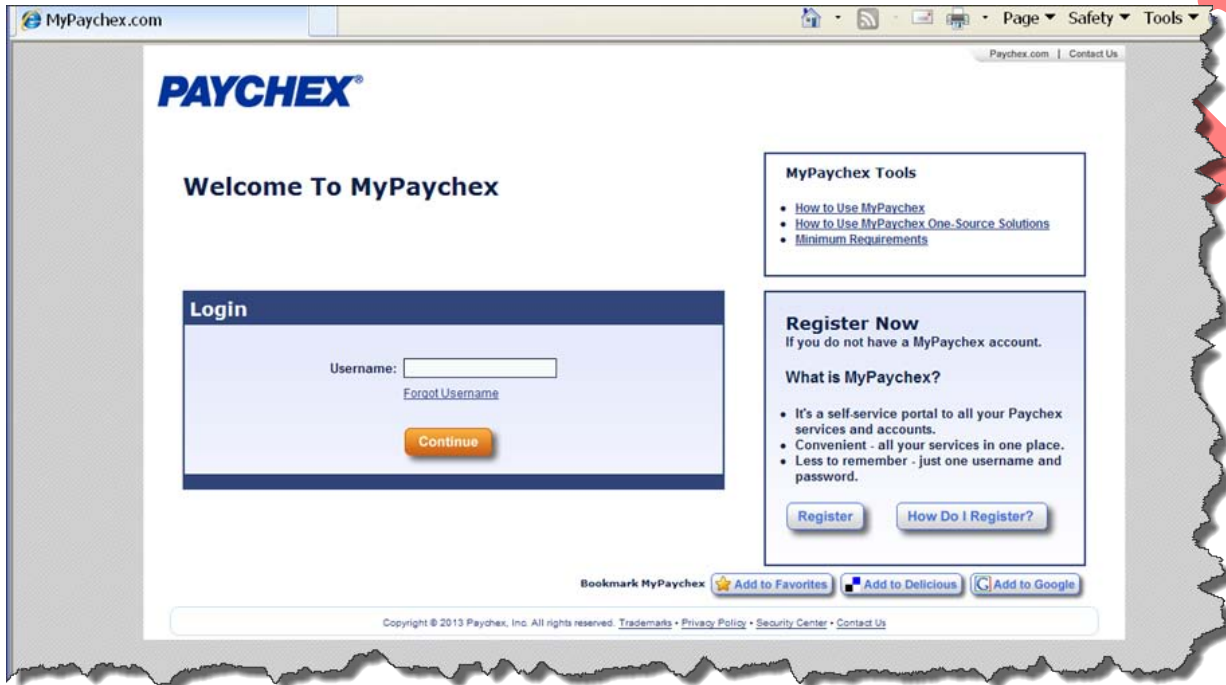 MyPaychex.com
Page Safety Tools
Paychex.com | Contact Us
PAYCHEX®
Welcome To MyPaychex
MyPaychex Tools
• How to Use MyPaychex
• How to Use MyPaychex One-Source Solutions
• Minimum Requirements
Login
Username:
Forgot Username
Continue
Register Now
If you do not have a MyPaychex account.
What is MyPaychex?
• It's a self-service portal to all your Paychex
services and accounts.
• Convenient - all your services in one place.
• Less to remember - just one username and
password.
Register
How Do I Register?
Bookmark MyPaychex Add to Favorites Add to Delicious Add to Google
Copyright © 2013 Paychex, Inc. All rights reserved. Trademarks • Privacy Policy • Security Center • Contact Us